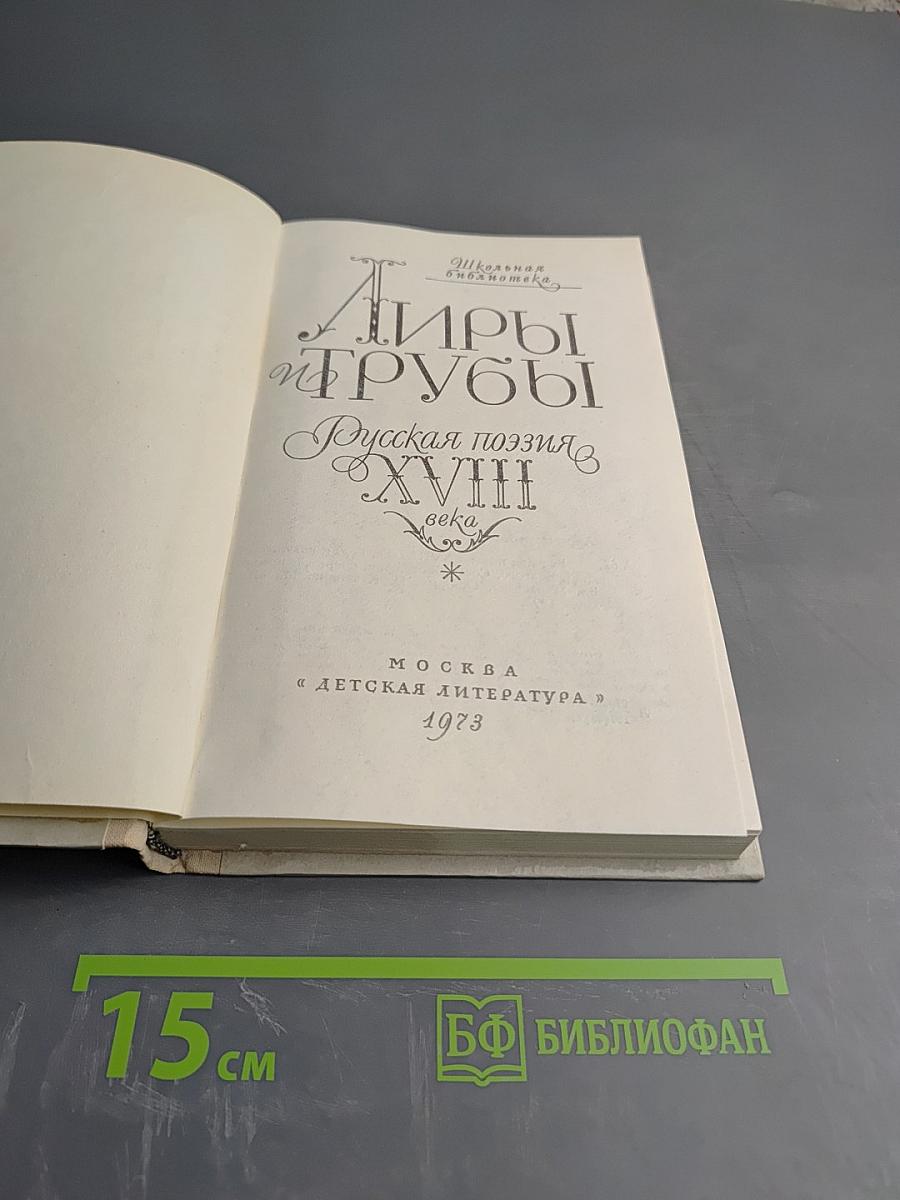 Школьная
библиотека
Лиры
и Трубы
Русская поэзия
XVIII
века
МОСКВА
« ДЕТСКАЯ ЛИТЕРАТУРА »
1973
15 см
БФ БИБЛИОФАН